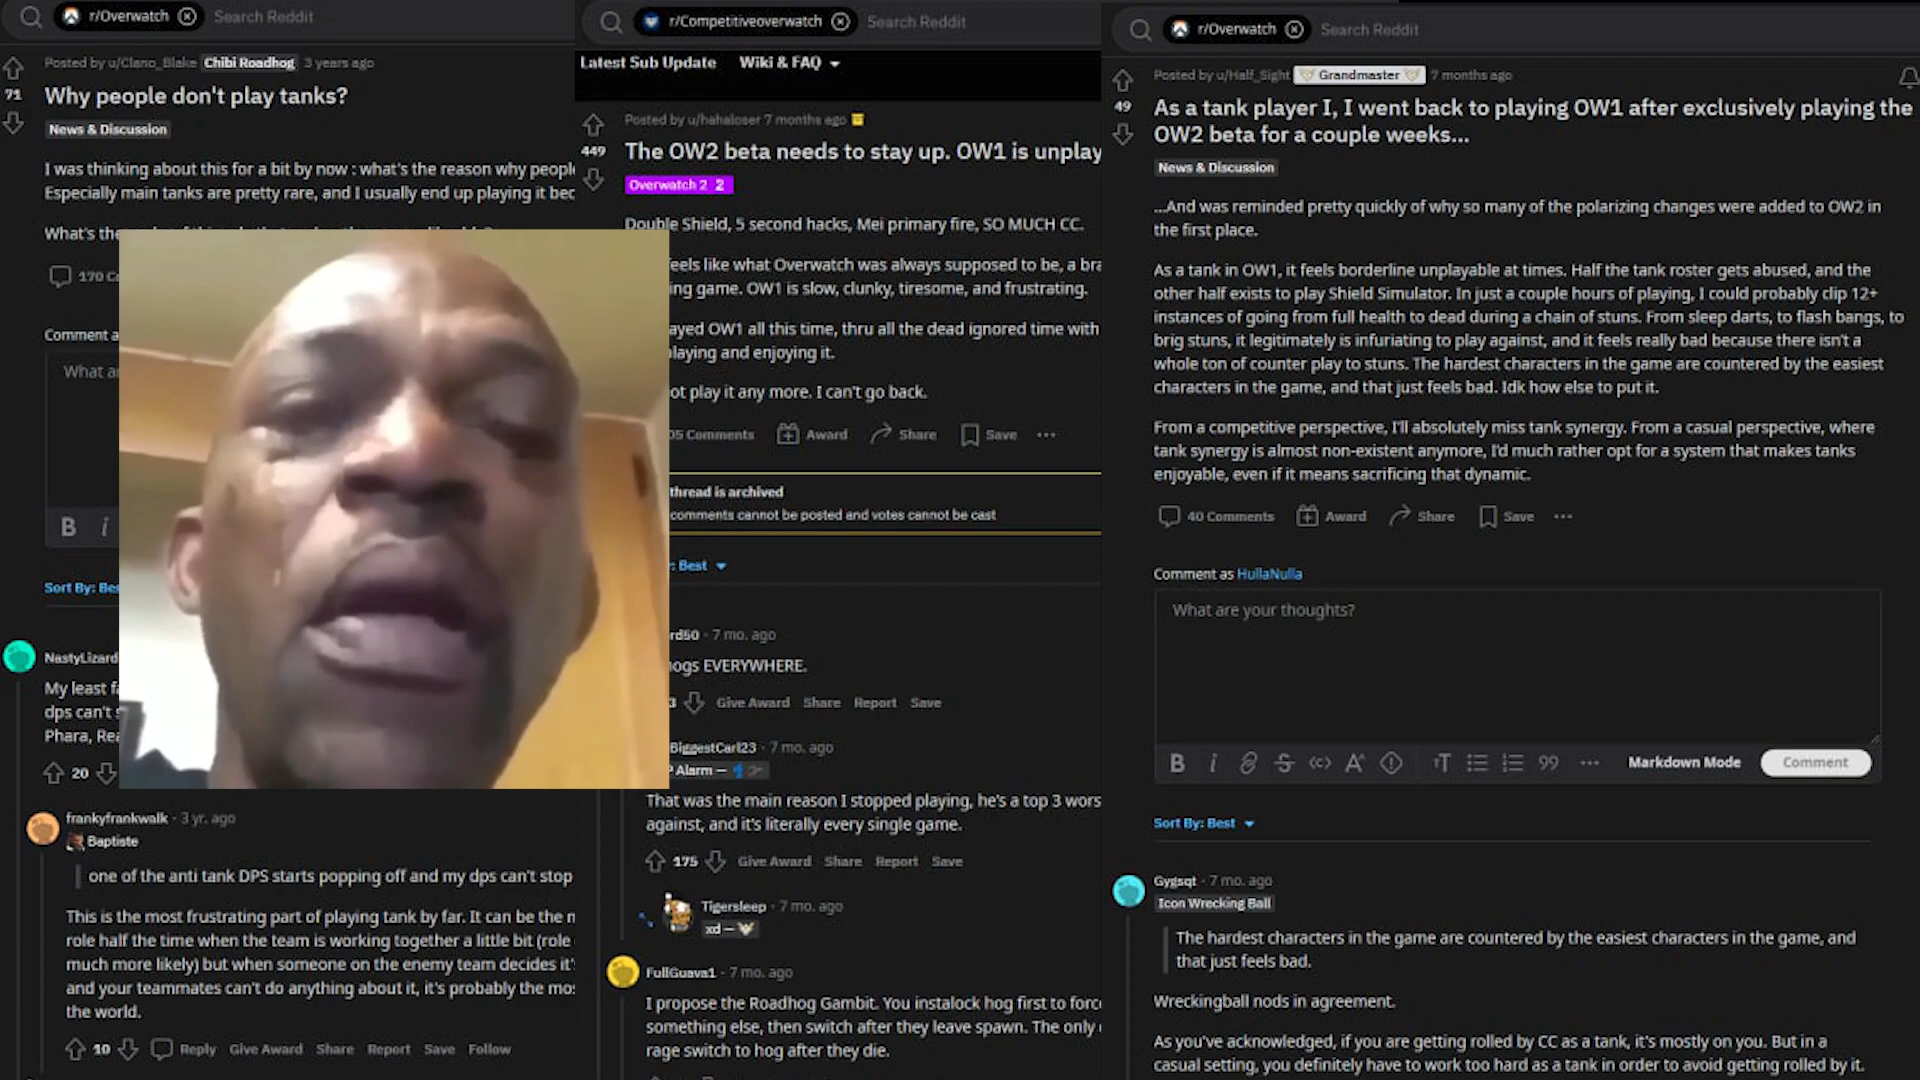 r/Overwatch
Search Reddit
Posted by u/Clano_Blake Chibi Roadhog 3 years ago
71
Why people don't play tanks?
News & Discussion
I was thinking about this for a bit by now : what's the reason why people
Especially main tanks are pretty rare, and I usually end up playing it bec
What's the
170
Comment
What
B i
Sort By:
NastyLizard
My least
dps can't
Phara,
20
frankyfrankwalk · 3 yr. ago
Baptiste
one of the anti tank DPS starts popping off and my dps can't stop
This is the most frustrating part of playing tank by far. It can be the
role half the time when the team is working together a little bit (role
much more likely) but when someone on the enemy team decides it's
and your teammates can't do anything about it, it's probably the
the world.
10 Reply Give Award Share Report Save Follow
r/Competitiveoverwatch
Search Reddit
Latest Sub Update Wiki & FAQ
Posted by u/hahaloser 7 months ago
449
The OW2 beta needs to stay up. OW1 is unplay
Overwatch 2 2
Double Shield, 5 second hacks, Mei primary fire, SO MUCH CC.
eels like what Overwatch was always supposed to be, a bra
ing game. OW1 is slow, clunky, tiresome, and frustrating.
ayed OW1 all this time, thru all the dead ignored time with
laying and enjoying it.
ot play it any more. I can't go back.
05 Comments Award Share Save ...
thread is archived
comments cannot be posted and votes cannot be cast
: Best
rd50 · 7 mo. ago
ogs EVERYWHERE.
3 Give Award Share Report Save
BiggestCarl23 · 7 mo. ago
P Alarm —
That was the main reason I stopped playing, he's a top 3 wors
against, and it's literally every single game.
175 Give Award Share Report Save
Tigersleep · 7 mo. ago
xd —
FullGuava1 · 7 mo. ago
I propose the Roadhog Gambit. You instalock hog first to forc
something else, then switch after they leave spawn. The only
rage switch to hog after they die.
r/Overwatch
Search Reddit
Posted by u/Half_Sight Grandmaster 7 months ago
49
As a tank player I, I went back to playing OW1 after exclusively playing the
OW2 beta for a couple weeks...
News & Discussion
...And was reminded pretty quickly of why so many of the polarizing changes were added to OW2 in
the first place.
As a tank in OW1, it feels borderline unplayable at times. Half the tank roster gets abused, and the
other half exists to play Shield Simulator. In just a couple hours of playing, I could probably clip 12+
instances of going from full health to dead during a chain of stuns. From sleep darts, to flash bangs, to
brig stuns, it legitimately is infuriating to play against, and it feels really bad because there isn't a
whole ton of counter play to stuns. The hardest characters in the game are countered by the easiest
characters in the game, and that just feels bad. Idk how else to put it.
From a competitive perspective, I'll absolutely miss tank synergy. From a casual perspective, where
tank synergy is almost non-existent anymore, I'd much rather opt for a system that makes tanks
enjoyable, even if it means sacrificing that dynamic.
40 Comments Award Share Save ...
Comment as HullaNulla
What are your thoughts?
B i Markdown Mode Comment
Sort By: Best
Gygsqt · 7 mo. ago
Icon Wrecking Ball
The hardest characters in the game are countered by the easiest characters in the game, and
that just feels bad.
Wreckingball nods in agreement.
As you've acknowledged, if you are getting rolled by CC as a tank, it's mostly on you. But in a
casual setting, you definitely have to work too hard as a tank in order to avoid getting rolled by it.